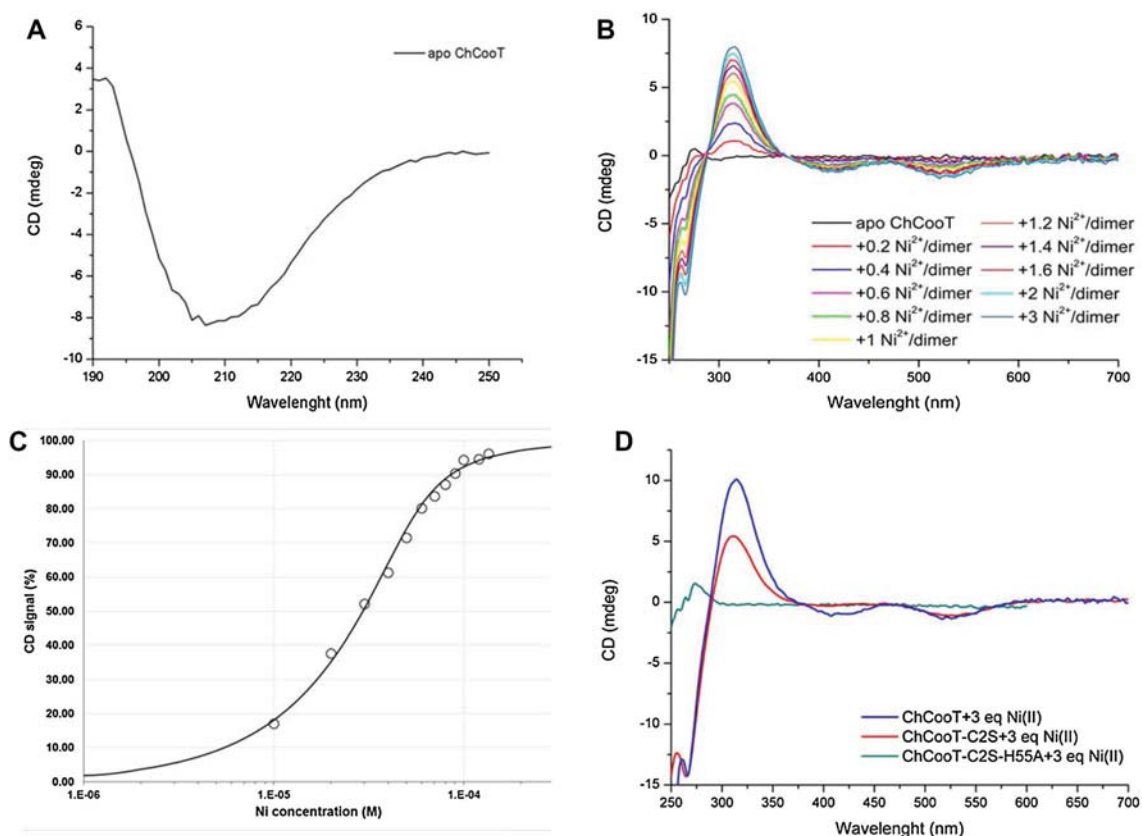 A
6
4
2
0
-2
-4
-6
-8
-10
CD (mdeg)
apo ChCooT
190 200 210 220 230 240 250
Wavelenght (nm)
B
10
5
0
-5
-10
-15
CD (mdeg)
apo ChCooT
+0.2 Ni²⁺/dimer
+0.4 Ni²⁺/dimer
+0.6 Ni²⁺/dimer
+0.8 Ni²⁺/dimer
+1 Ni²⁺/dimer
+1.2 Ni²⁺/dimer
+1.4 Ni²⁺/dimer
+1.6 Ni²⁺/dimer
+2 Ni²⁺/dimer
+3 Ni²⁺/dimer
300 400 500 600 700
Wavelenght (nm)
C
100.00
90.00
80.00
70.00
60.00
50.00
40.00
30.00
20.00
10.00
0.00
CD signal (%)
1.E-06 1.E-05 1.E-04
Ni concentration (M)
D
10
5
0
-5
-10
-15
CD (mdeg)
ChCooT+3 eq Ni(II)
ChCooT-C2S+3 eq Ni(II)
ChCooT-C2S-H55A+3 eq Ni(II)
250 300 350 400 450 500 550 600 650 700
Wavelenght (nm)